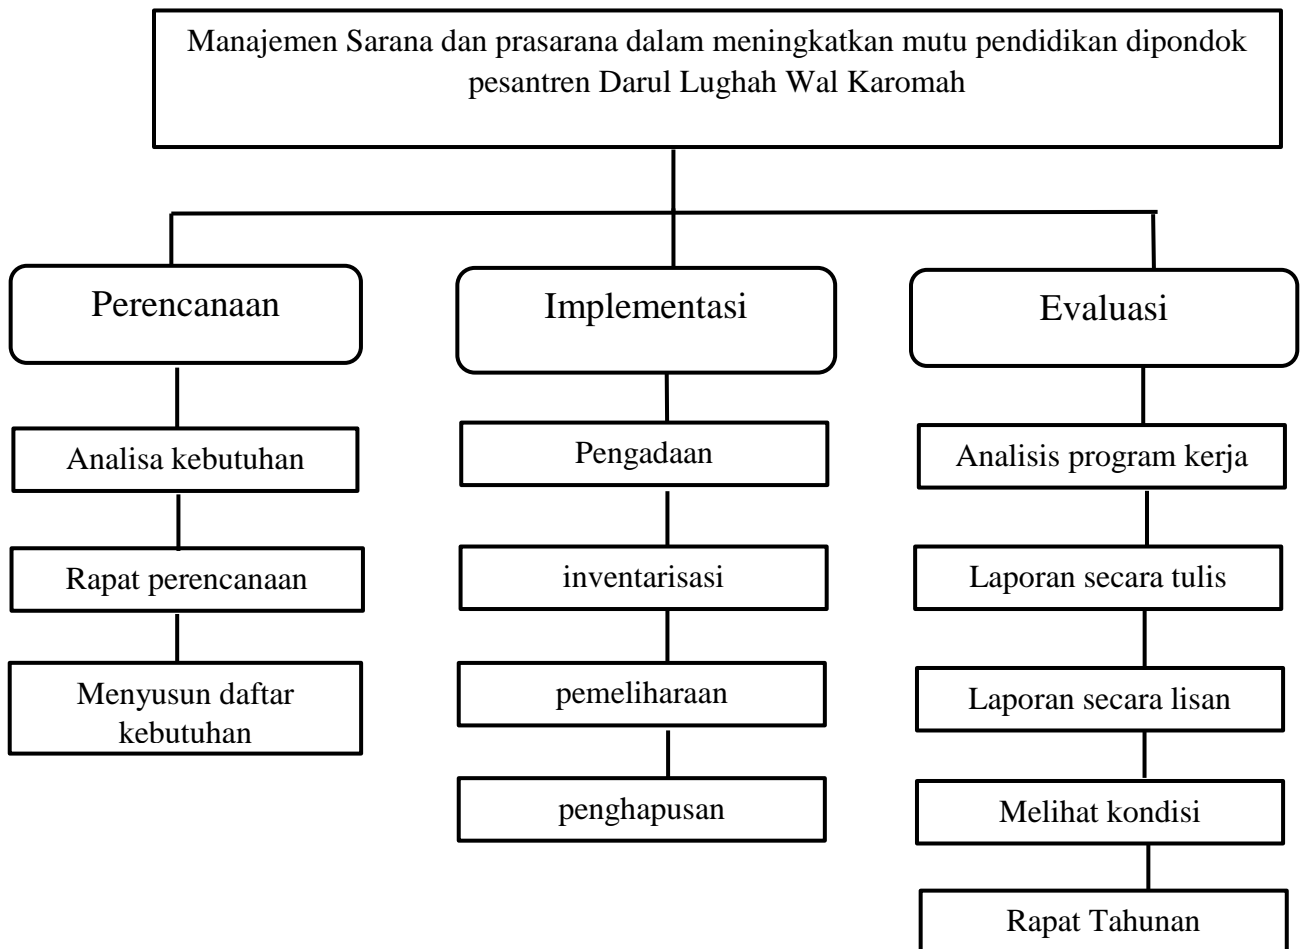 Manajemen Sarana dan prasarana dalam meningkatkan mutu pendidikan dipondok
pesantren Darul Lughah Wal Karomah
Perencanaan
Analisa kebutuhan
Rapat perencanaan
Menyusun daftar
kebutuhan
Implementasi
Pengadaan
inventarisasi
pemeliharaan
penghapusan
Evaluasi
Analisis program kerja
Laporan secara tulis
Laporan secara lisan
Melihat kondisi
Rapat Tahunan